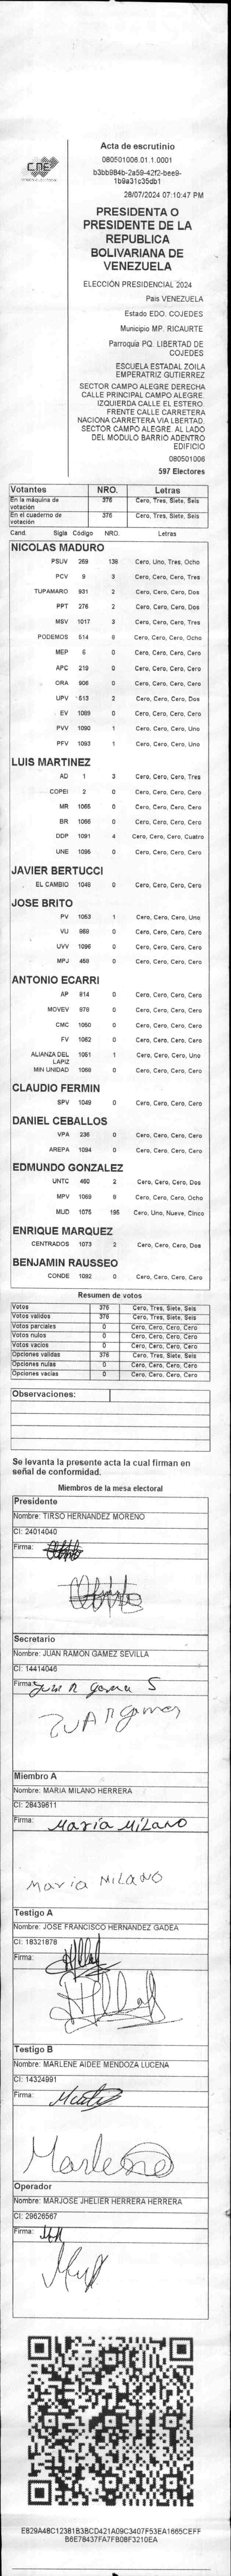 CNE
Acta de escrutinio
080501006.01.1.0001
b3bb984b-2a59-42f2-bee9-
1b9a31c35db1
28/07/2024 07:10:47 PM
PRESIDENTA O
PRESIDENTE DE LA
REPUBLICA
BOLIVARIANA DE
VENEZUELA
ELECCIÓN PRESIDENCIAL 2024
Pais VENEZUELA
Estado EDO. COJEDES
Municipio MP. RICAURTE
Parroquia PQ. LIBERTAD DE
COJEDES
ESCUELA ESTADAL ZOILA
EMPERATRIZ GUTIERREZ
SECTOR CAMPO ALEGRE DERECHA
CALLE PRINCIPAL CAMPO ALEGRE.
IZQUIERDA CALLE EL ESTERO.
FRENTE CALLE CARRETERA
NACIONA CARRETERA VIA LBERTAD.
SECTOR CAMPO ALEGRE. AL LADO
DEL MODULO BARRIO ADENTRO
EDIFICIO
080501006
597 Electores
Votantes NRO. Letras
En la máquina de votación 376 Cero, Tres, Siete, Seis
En el cuaderno de votación 376 Cero, Tres, Siete, Seis
Cand. Sigla Código NRO. Letras
NICOLAS MADURO
PSUV 269 138 Cero, Uno, Tres, Ocho
PCV 9 3 Cero, Cero, Cero, Tres
TUPAMARO 931 2 Cero, Cero, Cero, Dos
PPT 276 2 Cero, Cero, Cero, Dos
MSV 1017 3 Cero, Cero, Cero, Tres
PODEMOS 514 8 Cero, Cero, Cero, Ocho
MEP 6 0 Cero, Cero, Cero, Cero
APC 219 0 Cero, Cero, Cero, Cero
ORA 906 0 Cero, Cero, Cero, Cero
UPV 513 2 Cero, Cero, Cero, Dos
EV 1089 0 Cero, Cero, Cero, Cero
PVV 1090 1 Cero, Cero, Cero, Uno
PFV 1093 1 Cero, Cero, Cero, Uno
LUIS MARTINEZ
AD 1 3 Cero, Cero, Cero, Tres
COPEI 2 0 Cero, Cero, Cero, Cero
MR 1065 0 Cero, Cero, Cero, Cero
BR 1066 0 Cero, Cero, Cero, Cero
DDP 1091 4 Cero, Cero, Cero, Cuatro
UNE 1095 0 Cero, Cero, Cero, Cero
JAVIER BERTUCCI
EL CAMBIO 1048 0 Cero, Cero, Cero, Cero
JOSE BRITO
PV 1053 1 Cero, Cero, Cero, Uno
VU 868 0 Cero, Cero, Cero, Cero
UVV 1096 0 Cero, Cero, Cero, Cero
MPJ 458 0 Cero, Cero, Cero, Cero
ANTONIO ECARRI
AP 814 0 Cero, Cero, Cero, Cero
MOVEV 879 0 Cero, Cero, Cero, Cero
CMC 1050 0 Cero, Cero, Cero, Cero
FV 1062 0 Cero, Cero, Cero, Cero
ALIANZA DEL LAPIZ 1051 1 Cero, Cero, Cero, Uno
MIN UNIDAD 1068 0 Cero, Cero, Cero, Cero
CLAUDIO FERMIN
SPV 1049 0 Cero, Cero, Cero, Cero
DANIEL CEBALLOS
VPA 236 0 Cero, Cero, Cero, Cero
AREPA 1094 0 Cero, Cero, Cero, Cero
EDMUNDO GONZALEZ
UNTC 460 2 Cero, Cero, Cero, Dos
MPV 1069 8 Cero, Cero, Cero, Ocho
MUD 1075 195 Cero, Uno, Nueve, Cinco
ENRIQUE MARQUEZ
CENTRADOS 1073 2 Cero, Cero, Cero, Dos
BENJAMIN RAUSSEO
CONDE 1092 0 Cero, Cero, Cero, Cero
Resumen de votos
Votos 376 Cero, Tres, Siete, Seis
Votos validos 376 Cero, Tres, Siete, Seis
Votos parciales 0 Cero, Cero, Cero, Cero
Votos nulos 0 Cero, Cero, Cero, Cero
Votos vacios 0 Cero, Cero, Cero, Cero
Opciones validas 376 Cero, Tres, Siete, Seis
Opciones nulas 0 Cero, Cero, Cero, Cero
Opciones vacias 0 Cero, Cero, Cero, Cero
Observaciones:
Se levanta la presente acta la cual firman en
señal de conformidad.
Miembros de la mesa electoral
Presidente
Nombre: TIRSO HERNANDEZ MORENO
CI: 24014040
Firma:
Secretario
Nombre: JUAN RAMON GAMEZ SEVILLA
CI: 14414046
Firma: Juan R Gamez S
JUAN R gamez
Miembro A
Nombre: MARIA MILANO HERRERA
CI: 28439611
Firma: María Mílano
Maria Milano
Testigo A
Nombre: JOSE FRANCISCO HERNANDEZ GADEA
CI: 18321878
Firma:
Testigo B
Nombre: MARLENE AIDEE MENDOZA LUCENA
CI: 14324991
Firma:
Marlene
Operador
Nombre: MARJOSE JHELIER HERRERA HERRERA
CI: 29626567
Firma:
E829A48C12381B3BCD421A09C3407F53EA1665CEFF
B6E78437FA7FB08F3210EA